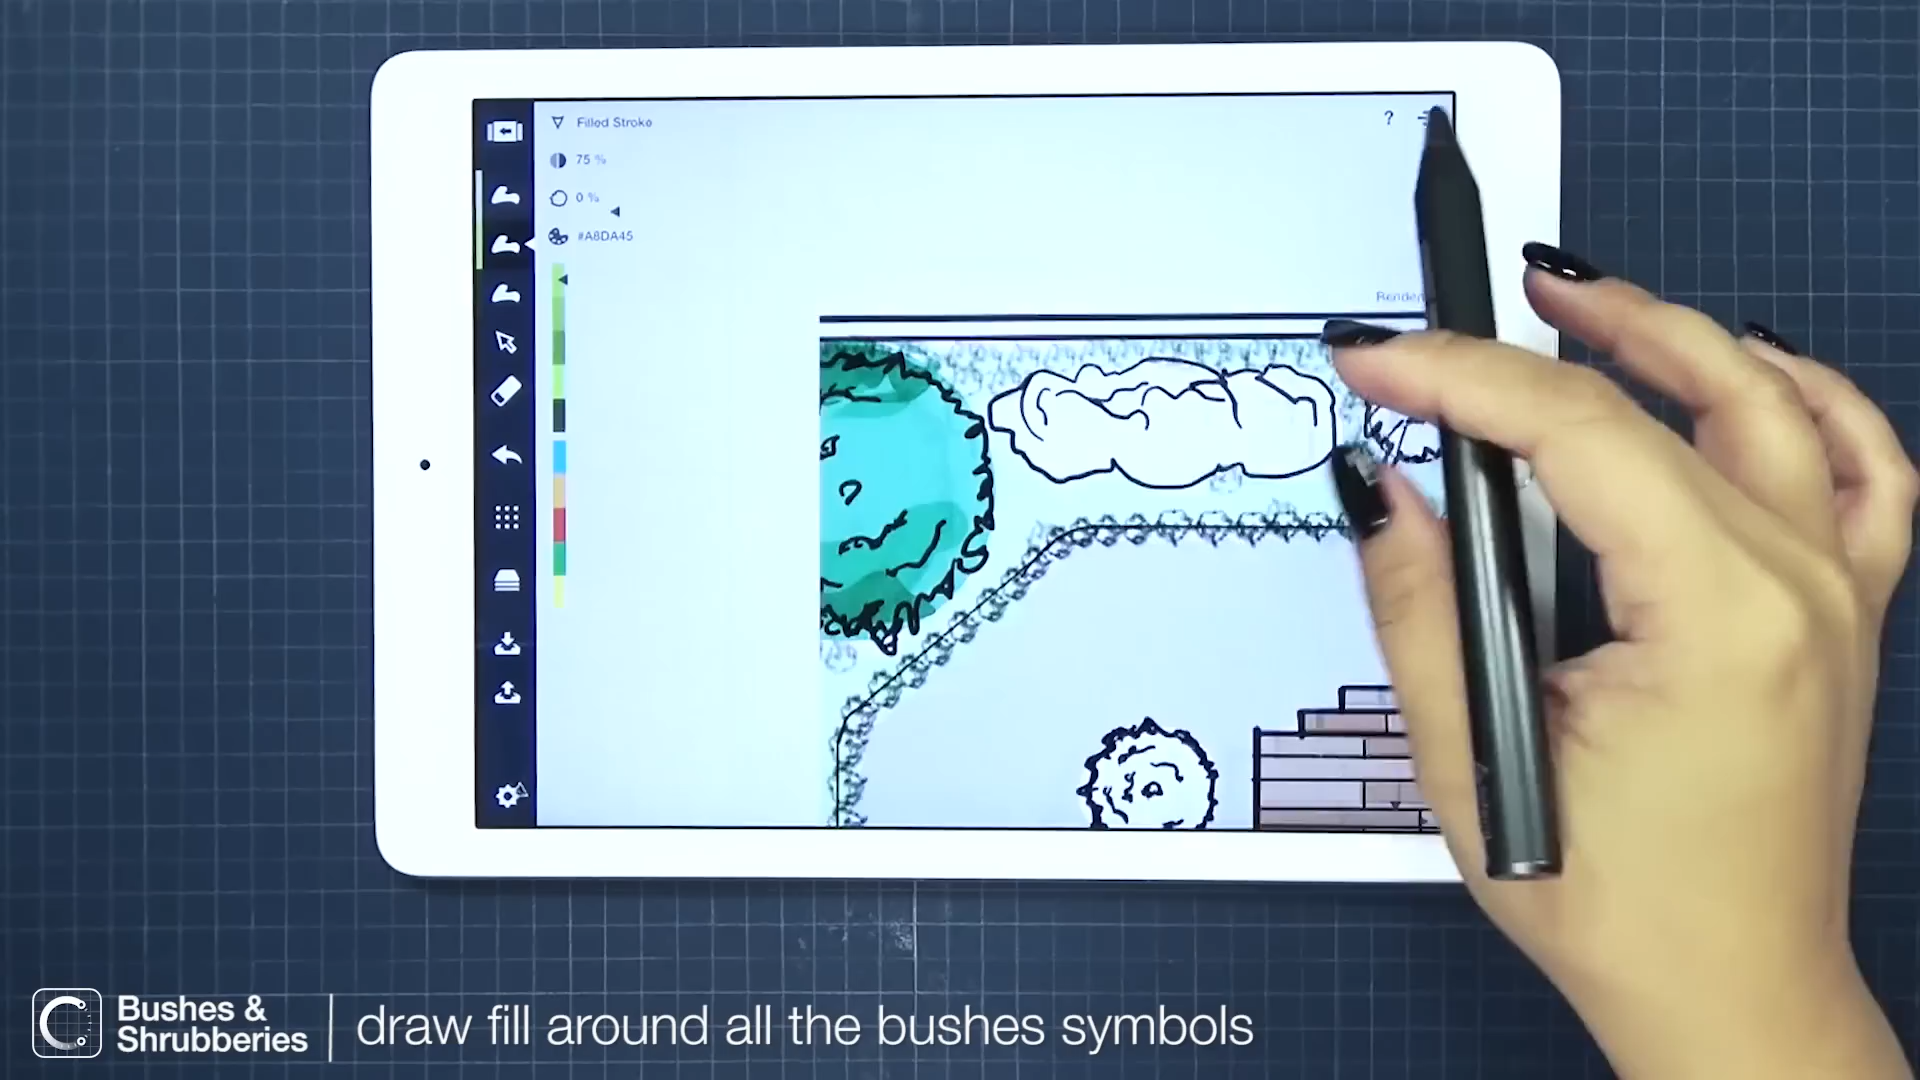 Filled Stroke
?
75 %
0 %
#A8DA45
Bushes &
Shrubberies
draw fill around all the bushes symbols